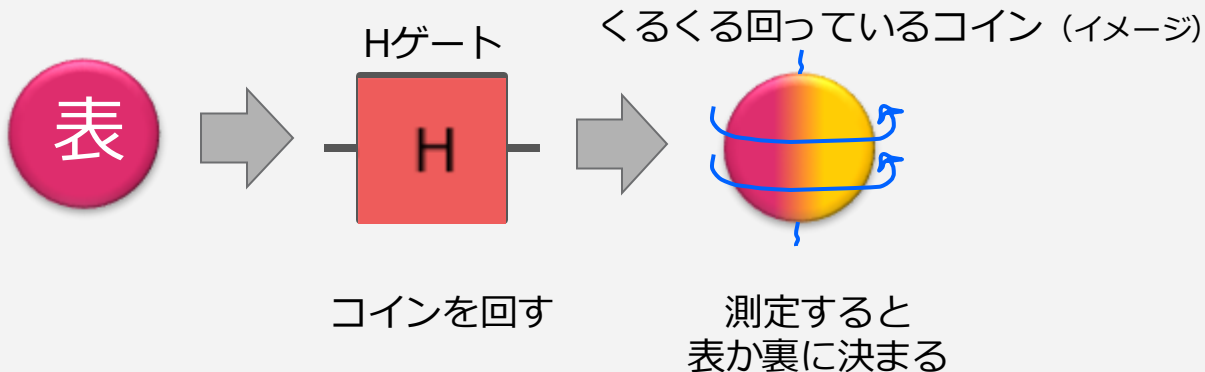 くるくる回っているコイン（イメージ）
Hゲート
表
H
コインを回す
測定すると
表か裏に決まる